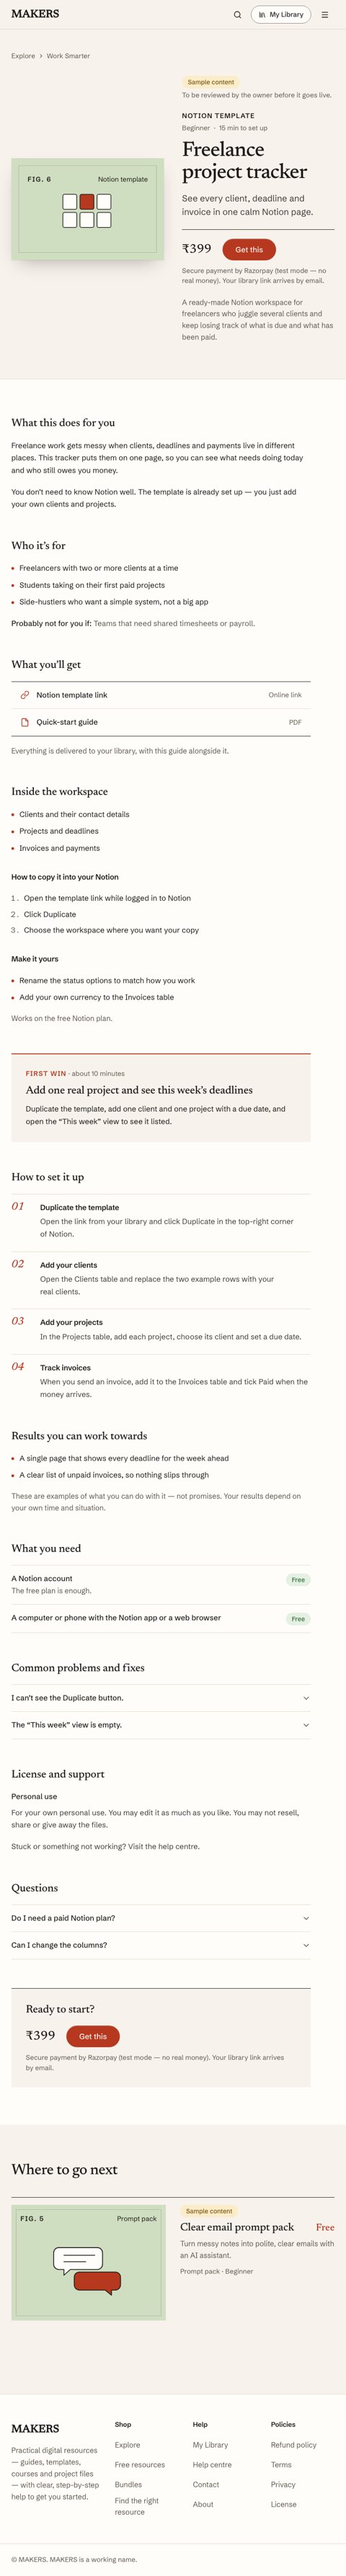 MAKERS
My Library
Explore › Work Smarter
Sample content
To be reviewed by the owner before it goes live.
NOTION TEMPLATE
Beginner · 15 min to set up
Freelance
project tracker
See every client, deadline and
invoice in one calm Notion page.
₹399 Get this
Secure payment by Razorpay (test mode — no
real money). Your library link arrives by email.
A ready-made Notion workspace for
freelancers who juggle several clients and
keep losing track of what is due and what has
been paid.
FIG. 6 Notion template
What this does for you
Freelance work gets messy when clients, deadlines and payments live in different
places. This tracker puts them on one page, so you can see what needs doing today
and who still owes you money.
You don’t need to know Notion well. The template is already set up — you just add
your own clients and projects.
Who it’s for
Freelancers with two or more clients at a time
Students taking on their first paid projects
Side-hustlers who want a simple system, not a big app
Probably not for you if: Teams that need shared timesheets or payroll.
What you’ll get
Notion template link Online link
Quick-start guide PDF
Everything is delivered to your library, with this guide alongside it.
Inside the workspace
Clients and their contact details
Projects and deadlines
Invoices and payments
How to copy it into your Notion
1. Open the template link while logged in to Notion
2. Click Duplicate
3. Choose the workspace where you want your copy
Make it yours
Rename the status options to match how you work
Add your own currency to the Invoices table
Works on the free Notion plan.
FIRST WIN · about 10 minutes
Add one real project and see this week’s deadlines
Duplicate the template, add one client and one project with a due date, and
open the “This week” view to see it listed.
How to set it up
01 Duplicate the template
Open the link from your library and click Duplicate in the top-right corner
of Notion.
02 Add your clients
Open the Clients table and replace the two example rows with your
real clients.
03 Add your projects
In the Projects table, add each project, choose its client and set a due date.
04 Track invoices
When you send an invoice, add it to the Invoices table and tick Paid when the
money arrives.
Results you can work towards
A single page that shows every deadline for the week ahead
A clear list of unpaid invoices, so nothing slips through
These are examples of what you can do with it — not promises. Your results depend on
your own time and situation.
What you need
A Notion account Free
The free plan is enough.
A computer or phone with the Notion app or a web browser Free
Common problems and fixes
I can’t see the Duplicate button.
The “This week” view is empty.
License and support
Personal use
For your own personal use. You may edit it as much as you like. You may not resell,
share or give away the files.
Stuck or something not working? Visit the help centre.
Questions
Do I need a paid Notion plan?
Can I change the columns?
Ready to start?
₹399 Get this
Secure payment by Razorpay (test mode — no real money). Your library link arrives
by email.
Where to go next
FIG. 5 Prompt pack
Sample content
Clear email prompt pack Free
Turn messy notes into polite, clear emails with
an AI assistant.
Prompt pack · Beginner
MAKERS
Practical digital resources
— guides, templates,
courses and project files
— with clear, step-by-step
help to get you started.
Shop
Explore
Free resources
Bundles
Find the right
resource
Help
My Library
Help centre
Contact
About
Policies
Refund policy
Terms
Privacy
License
© MAKERS. MAKERS is a working name.